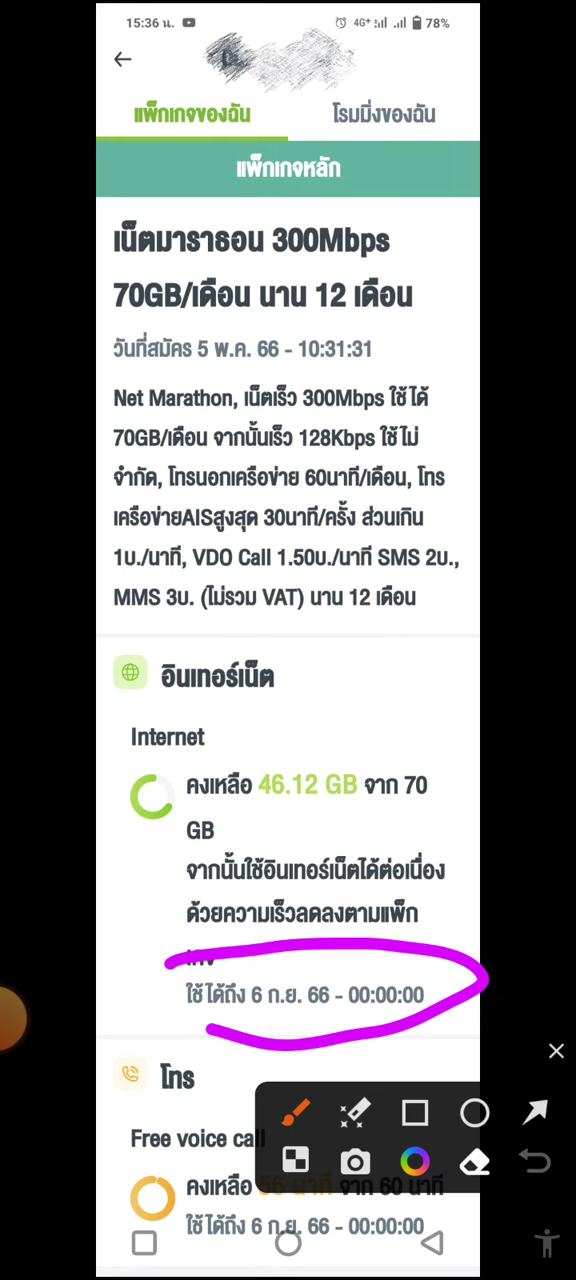 15:36 น.
4G+ 78%
แพ็กเกจของฉัน
โรมมิ่งของฉัน
แพ็กเกจหลัก
เน็ตมาราธอน 300Mbps
70GB/เดือน นาน 12 เดือน
วันที่สมัคร 5 พ.ค. 66 - 10:31:31
Net Marathon, เน็ตเร็ว 300Mbps ใช้ได้
70GB/เดือน จากนั้นเร็ว 128Kbps ใช้ไม่
จำกัด, โทรนอกเครือข่าย 60นาที/เดือน, โทร
เครือข่ายAISสูงสุด 30นาที/ครั้ง ส่วนเกิน
1บ./นาที, VDO Call 1.50บ./นาที SMS 2บ.,
MMS 3บ. (ไม่รวม VAT) นาน 12 เดือน
อินเทอร์เน็ต
Internet
คงเหลือ 46.12 GB จาก 70
GB
จากนั้นใช้อินเทอร์เน็ตได้ต่อเนื่อง
ด้วยความเร็วลดลงตามแพ็ก
ใช้ได้ถึง 6 ก.ย. 66 - 00:00:00
โทร
Free voice call
คงเหลือ 56 นาที จาก 60 นาที
ใช้ได้ถึง 6 ก.ย. 66 - 00:00:00